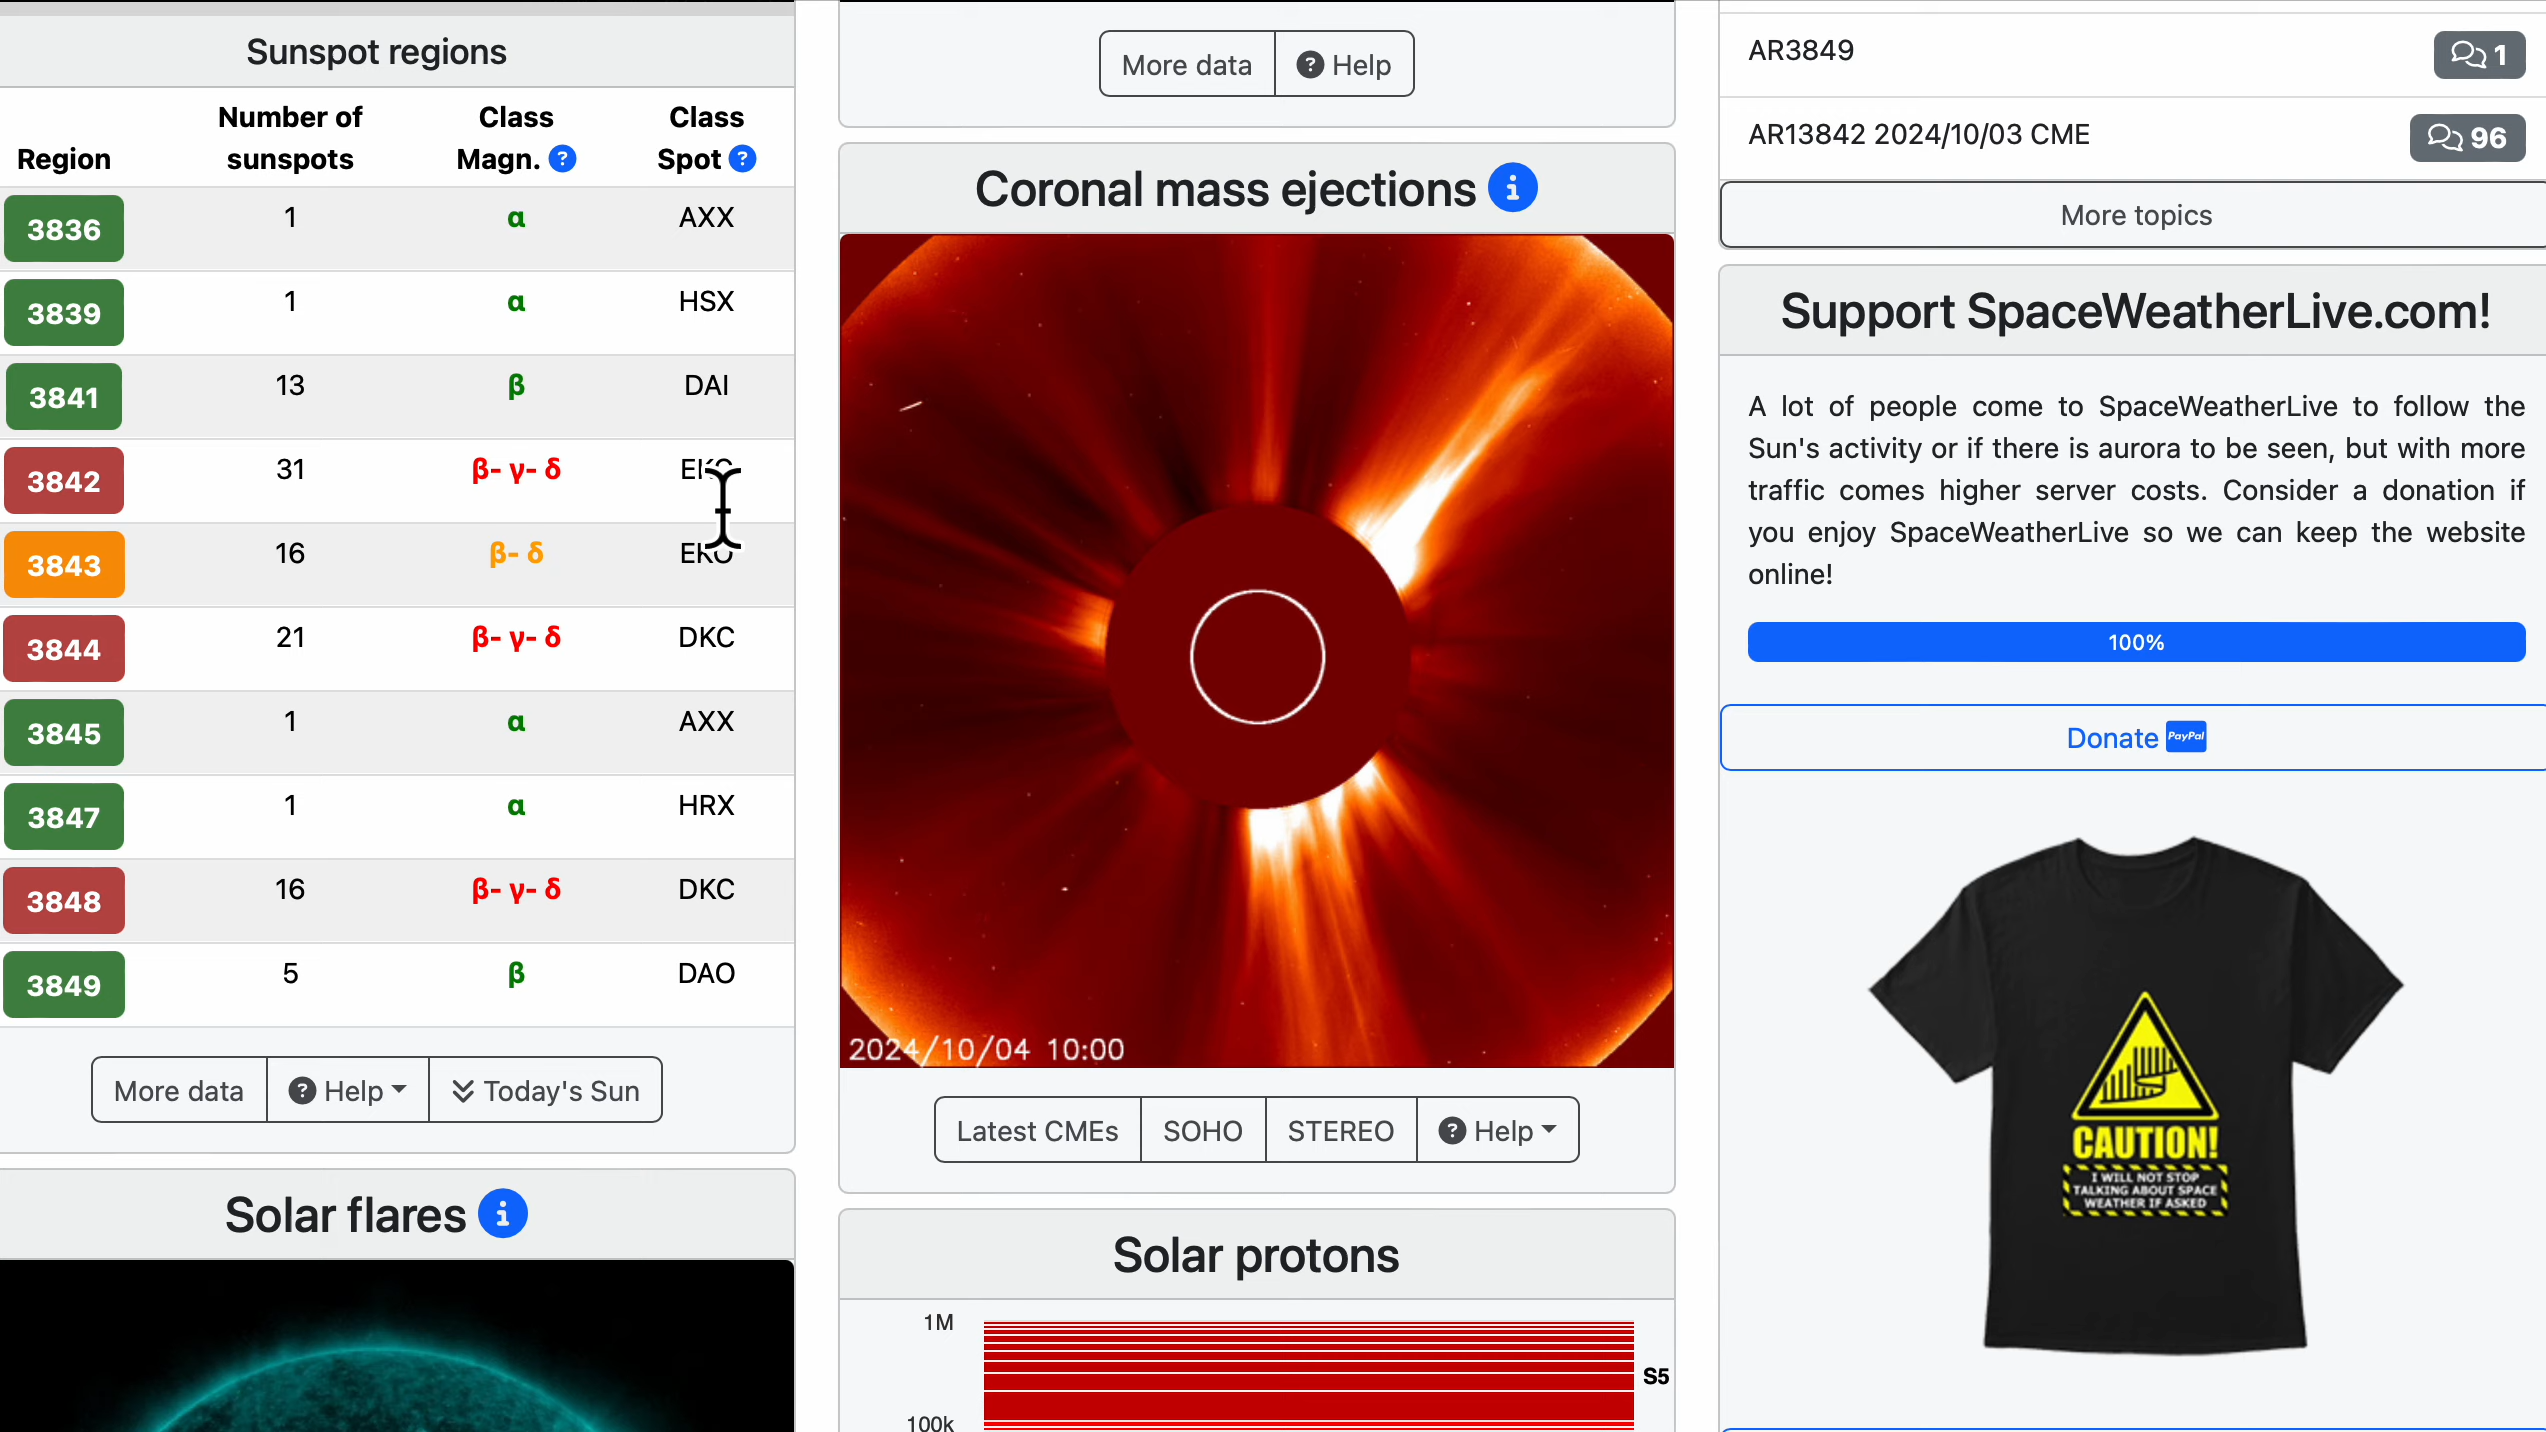 Sunspot regions
Region Number of sunspots Class Magn. ? Class Spot ?
3836 1 α AXX
3839 1 α HSX
3841 13 β DAI
3842 31 β- γ- δ
3843 16 β- δ
3844 21 β- γ- δ DKC
3845 1 α AXX
3847 1 α HRX
3848 16 β- γ- δ DKC
3849 5 β DAO
More data ? Help Today's Sun
Solar flares i
More data ? Help
Coronal mass ejections i
2024/10/04 10:00
Latest CMEs SOHO STEREO ? Help
Solar protons
1M
S5
100k
AR3849 1
AR13842 2024/10/03 CME 96
More topics
Support SpaceWeatherLive.com!
A lot of people come to SpaceWeatherLive to follow the
Sun's activity or if there is aurora to be seen, but with more
traffic comes higher server costs. Consider a donation if
you enjoy SpaceWeatherLive so we can keep the website
online!
100%
Donate PayPal
CAUTION!
I WILL NOT STOP
TALKING ABOUT SPACE
WEATHER IF ASKED